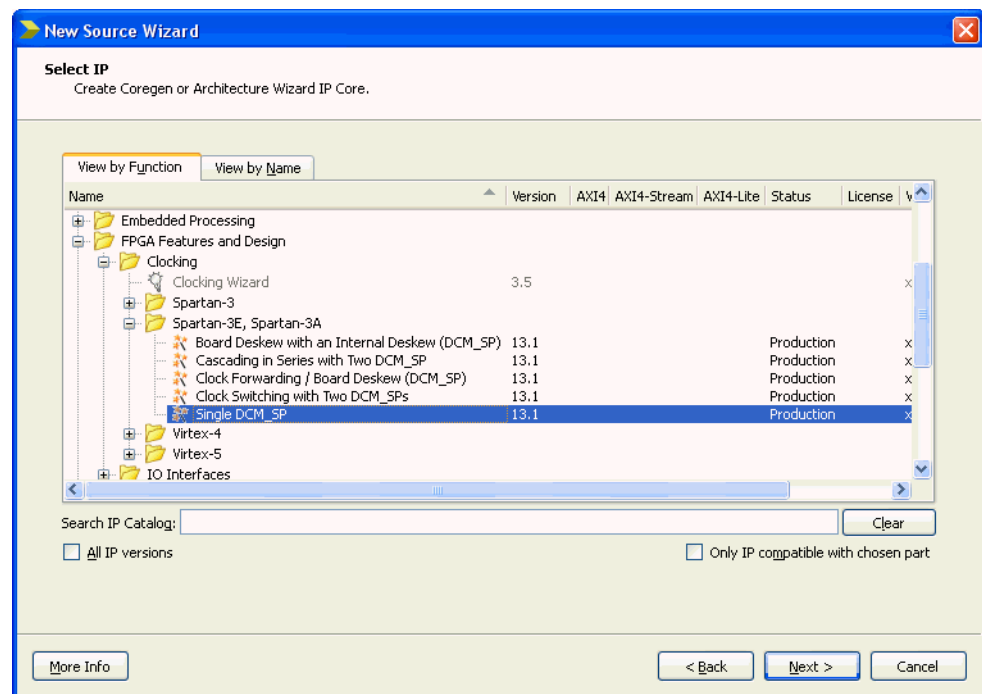 New Source Wizard
Select IP
Create Coregen or Architecture Wizard IP Core.
View by Function View by Name
Name Version AXI4 AXI4-Stream AXI4-Lite Status License
Embedded Processing
FPGA Features and Design
Clocking
Clocking Wizard 3.5
Spartan-3
Spartan-3E, Spartan-3A
Board Deskew with an Internal Deskew (DCM_SP) 13.1 Production x
Cascading in Series with Two DCM_SP 13.1 Production x
Clock Forwarding / Board Deskew (DCM_SP) 13.1 Production x
Clock Switching with Two DCM_SPs 13.1 Production x
Single DCM_SP 13.1 Production x
Virtex-4
Virtex-5
IO Interfaces
Search IP Catalog: Clear
All IP versions Only IP compatible with chosen part
More Info < Back Next > Cancel